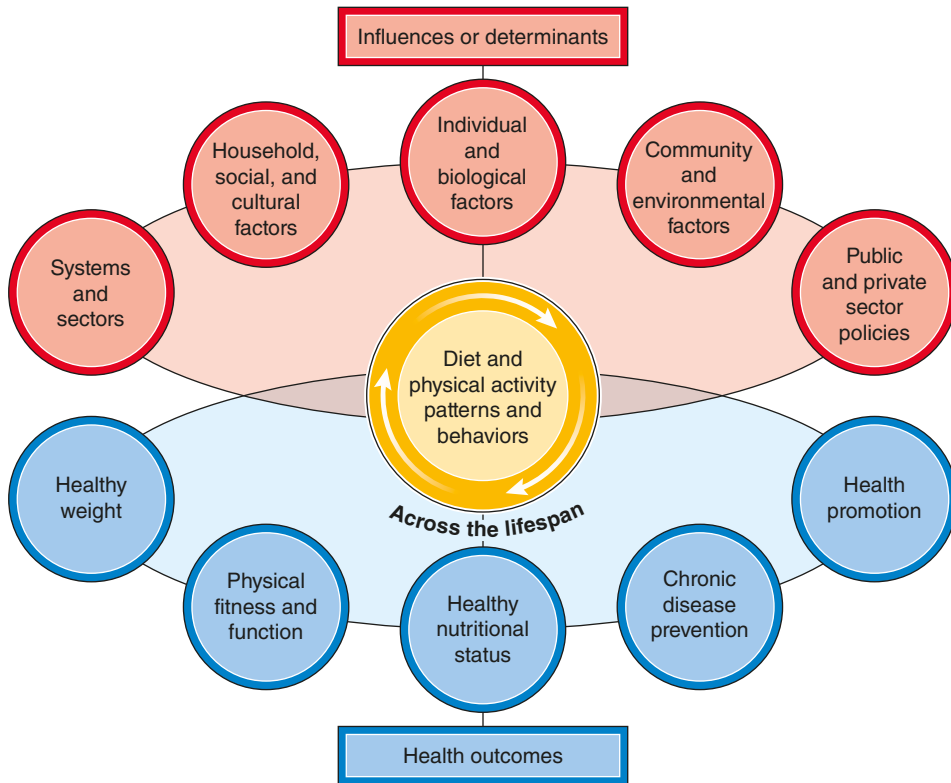 Influences or determinants
Individual
and
biological
factors
Household,
social, and
cultural
factors
Community
and
environmental
factors
Systems
and
sectors
Public
and private
sector
policies
Diet and
physical activity
patterns and
behaviors
Across the lifespan
Healthy
weight
Health
promotion
Physical
fitness and
function
Healthy
nutritional
status
Chronic
disease
prevention
Health outcomes